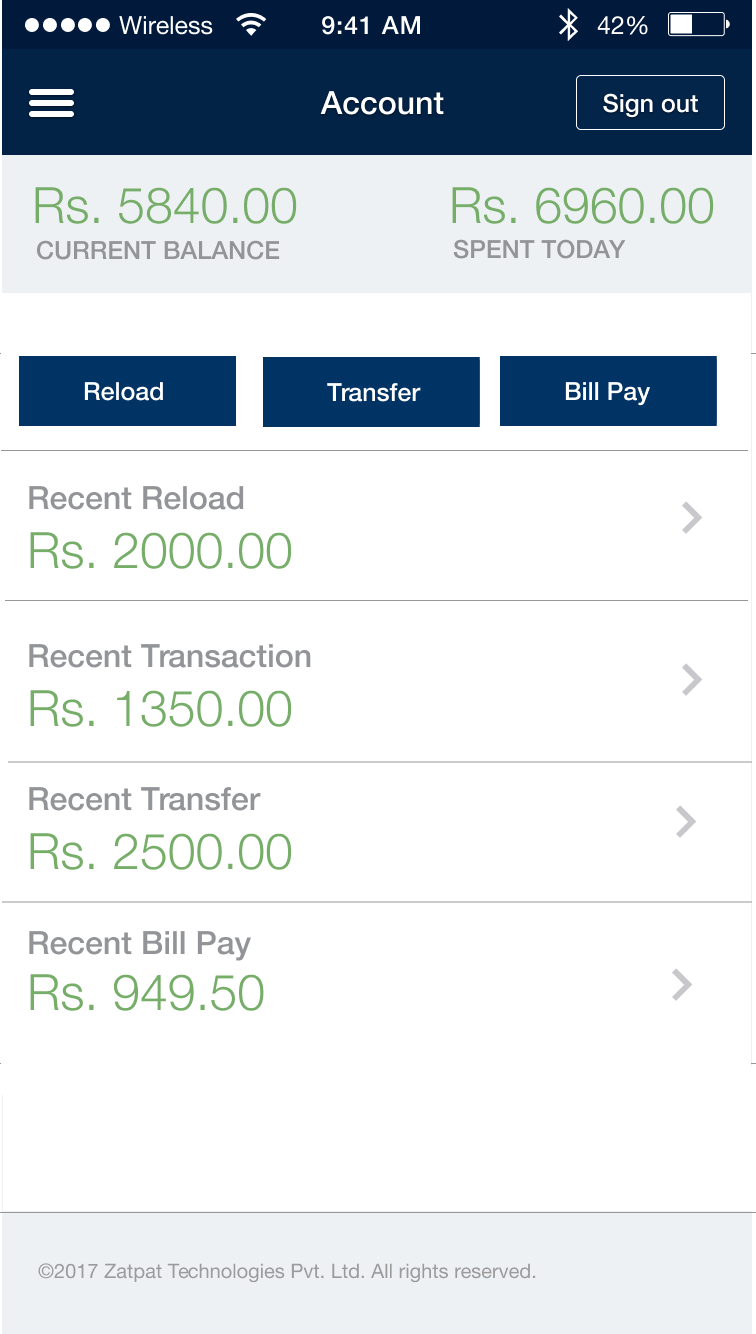 Wireless 9:41 AM 42%
Account Sign out
Rs. 5840.00 Rs. 6960.00
CURRENT BALANCE SPENT TODAY
Reload Transfer Bill Pay
Recent Reload
Rs. 2000.00
Recent Transaction
Rs. 1350.00
Recent Transfer
Rs. 2500.00
Recent Bill Pay
Rs. 949.50
©2017 Zatpat Technologies Pvt. Ltd. All rights reserved.